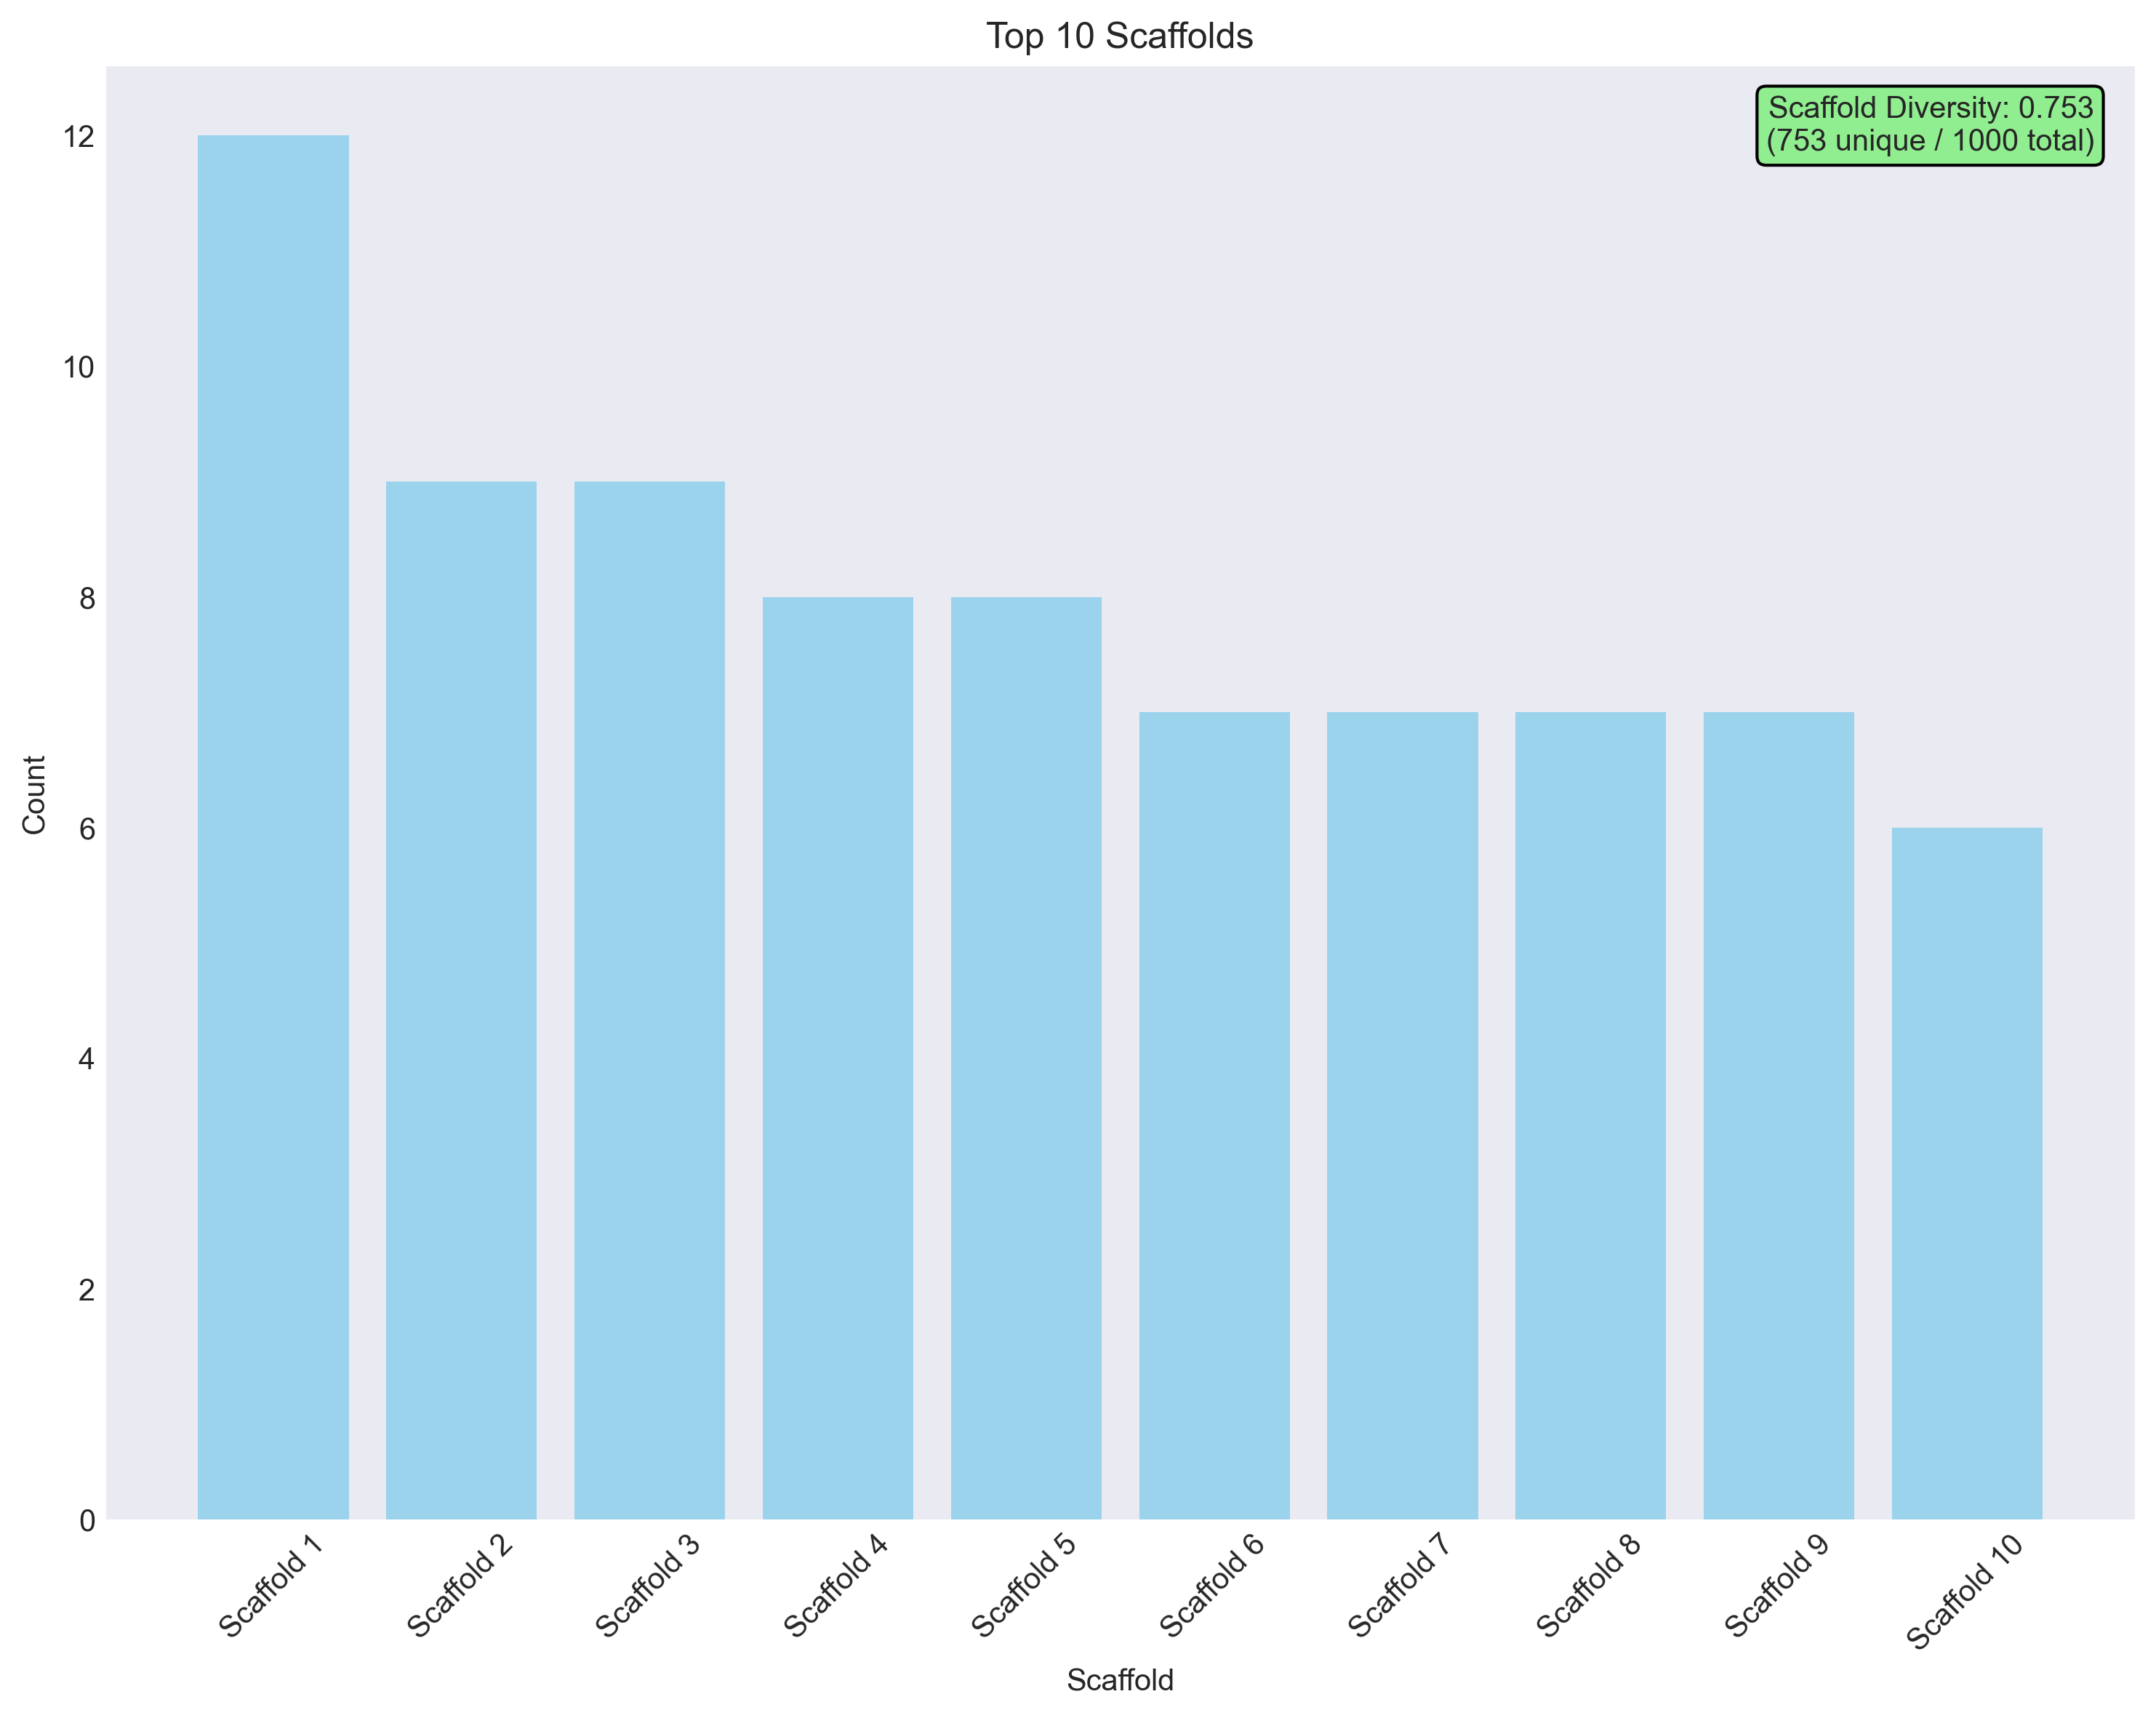 Top 10 Scaffolds
Scaffold Diversity: 0.753
(753 unique / 1000 total)
Count
12
10
8
6
4
2
0
Scaffold 1
Scaffold 2
Scaffold 3
Scaffold 4
Scaffold 5
Scaffold 6
Scaffold 7
Scaffold 8
Scaffold 9
Scaffold 10
Scaffold